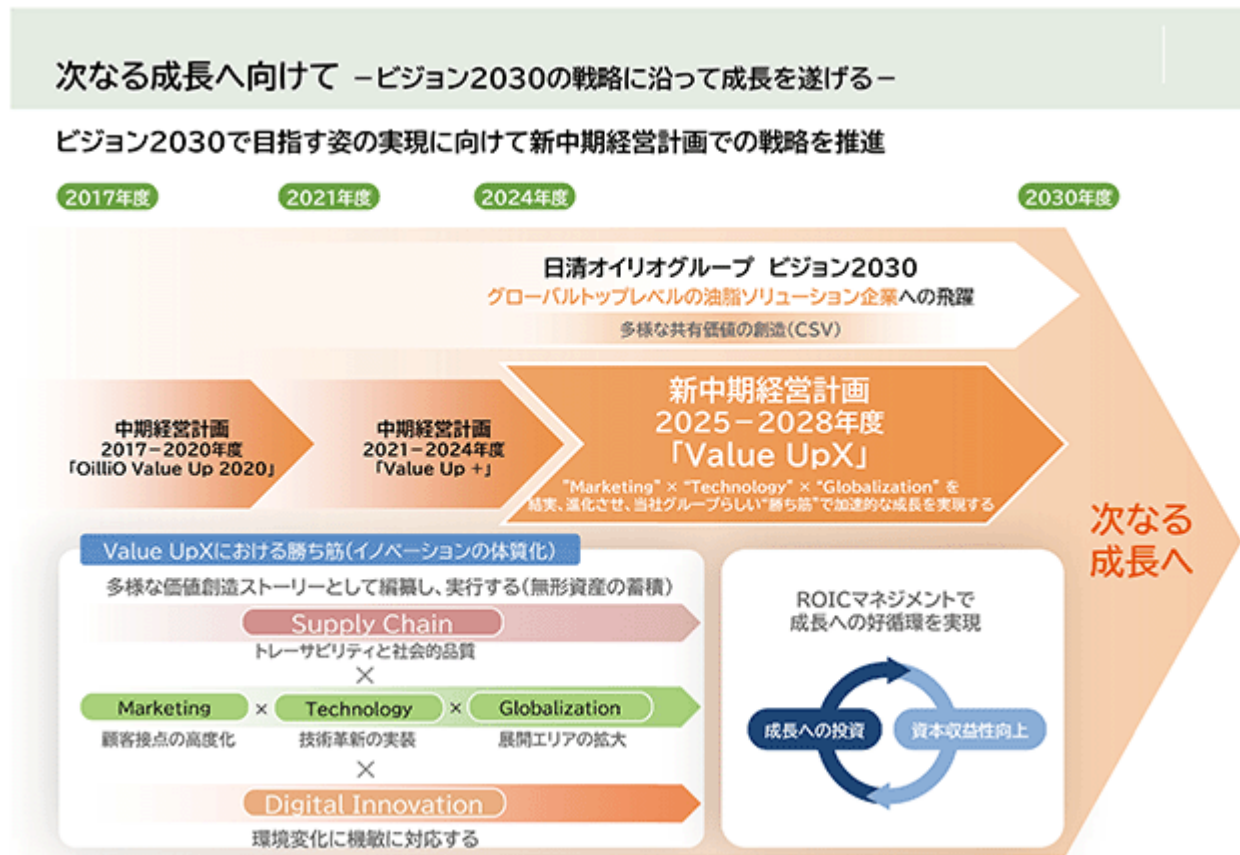 次なる成長へ向けて －ビジョン2030の戦略に沿って成長を遂げる－
ビジョン2030で目指す姿の実現に向けて新中期経営計画での戦略を推進
2017年度
2021年度
2024年度
2030年度
日清オイリオグループ ビジョン2030
グローバルトップレベルの油脂ソリューション企業への飛躍
多様な共有価値の創造(CSV)
中期経営計画
2017－2020年度
「OilliO Value Up 2020」
中期経営計画
2021－2024年度
「Value Up +」
新中期経営計画
2025－2028年度
「Value UpX」
"Marketing" × "Technology" × "Globalization" を
結実、進化させ、当社グループらしい"勝ち筋"で加速的な成長を実現する
次なる
成長へ
Value UpXにおける勝ち筋(イノベーションの体質化)
多様な価値創造ストーリーとして編纂し、実行する(無形資産の蓄積)
Supply Chain
トレーサビリティと社会的品質
×
Marketing × Technology × Globalization
顧客接点の高度化 技術革新の実装 展開エリアの拡大
×
Digital Innovation
環境変化に機敏に対応する
ROICマネジメントで
成長への好循環を実現
成長への投資
資本収益性向上